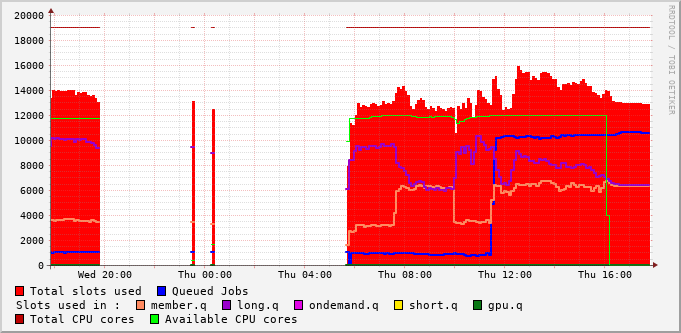 20000
18000
16000
14000
12000
10000
8000
6000
4000
2000
0
Wed 20:00 Thu 00:00 Thu 04:00 Thu 08:00 Thu 12:00 Thu 16:00
RRDTOOL / TOBI OETIKER
Total slots used Queued Jobs
Slots used in : member.q long.q ondemand.q short.q gpu.q
Total CPU cores Available CPU cores